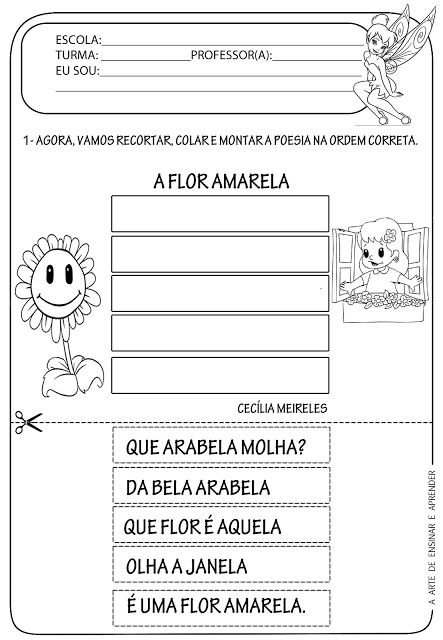 ESCOLA:
TURMA: PROFESSOR(A):
EU SOU:
1- AGORA, VAMOS RECORTAR, COLAR E MONTAR A POESIA NA ORDEM CORRETA.
A FLOR AMARELA
CECÍLIA MEIRELES
QUE ARABELA MOLHA?
DA BELA ARABELA
QUE FLOR É AQUELA
OLHA A JANELA
É UMA FLOR AMARELA.
A ARTE DE ENSINAR E APRENDER